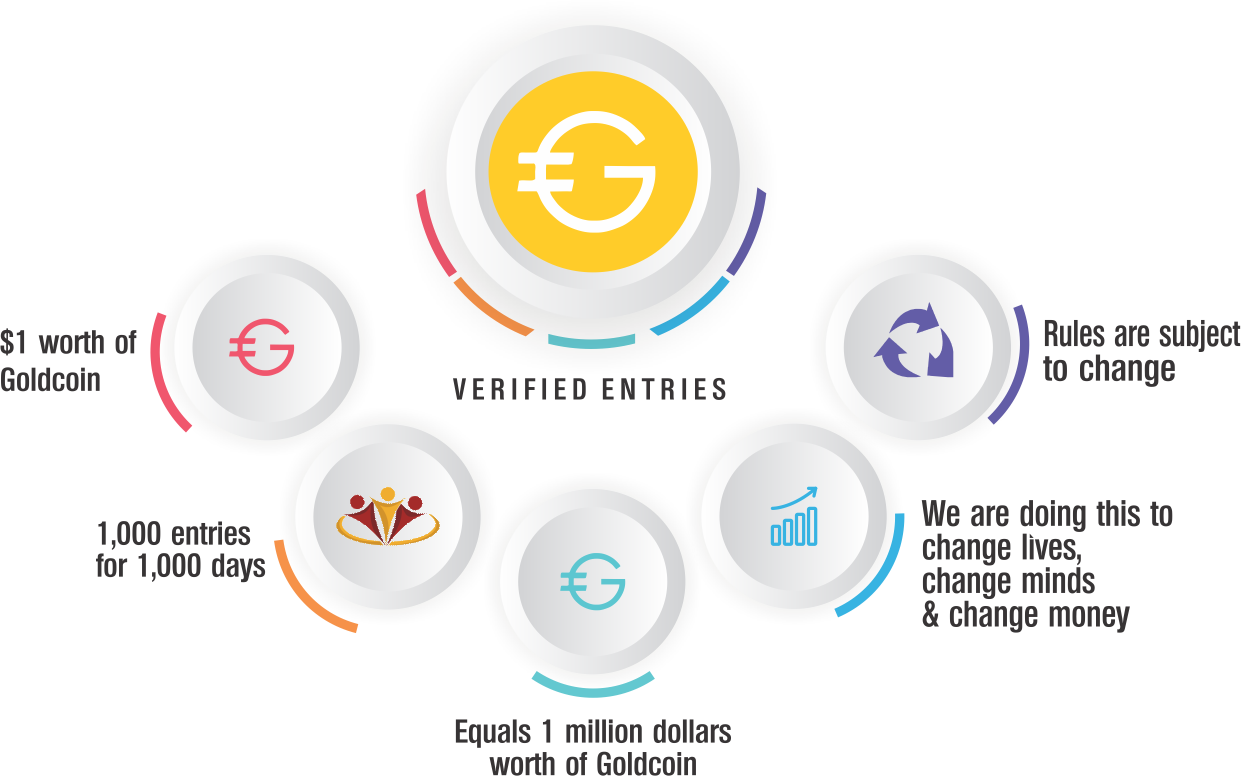 VERIFIED ENTRIES
$1 worth of
Goldcoin
1,000 entries
for 1,000 days
Equals 1 million dollars
worth of Goldcoin
We are doing this to
change lives,
change minds
& change money
Rules are subject
to change